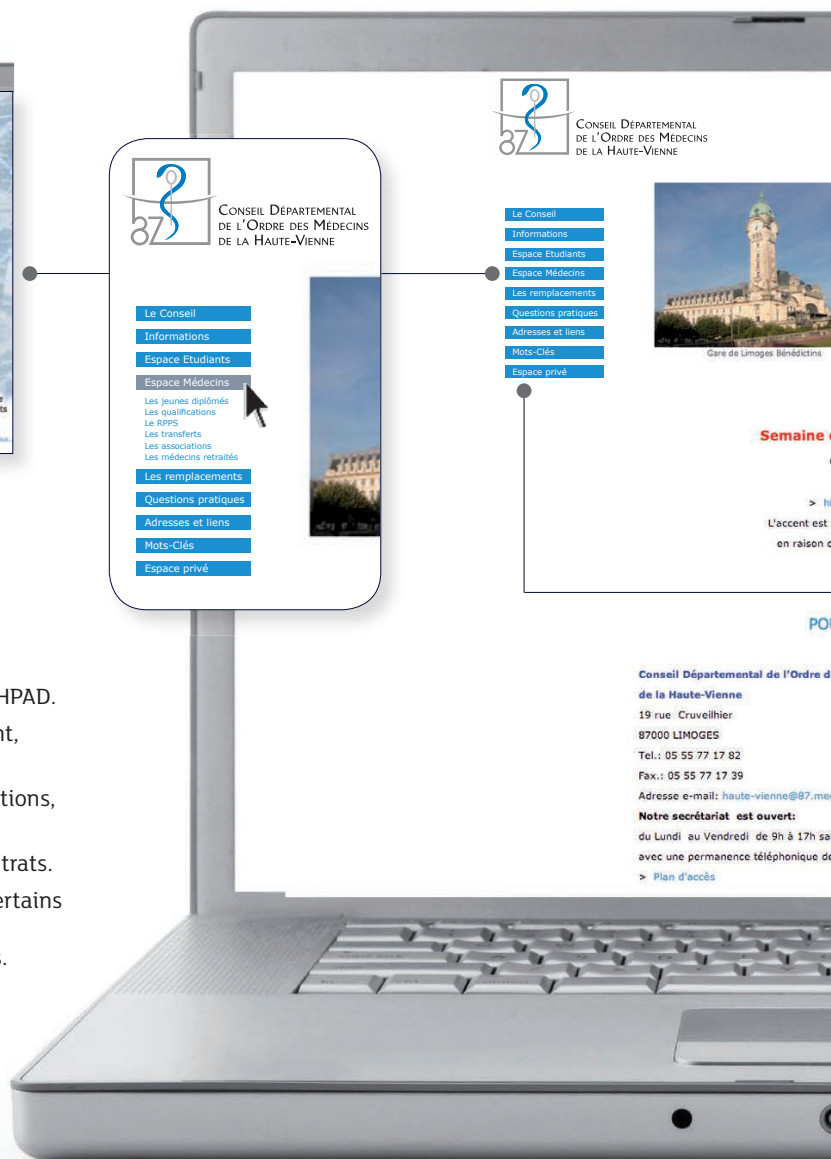 ts
HPAD.
nt,
tions,
trats.
ertains
s.
87
CONSEIL DÉPARTEMENTAL
DE L'ORDRE DES MÉDECINS
DE LA HAUTE-VIENNE
Le Conseil
Informations
Espace Etudiants
Espace Médecins
Les jeunes diplômés
Les qualifications
Le RPPS
Les transferts
Les associations
Les médecins retraités
Les remplacements
Questions pratiques
Adresses et liens
Mots-Clés
Espace privé
87
CONSEIL DÉPARTEMENTAL
DE L'ORDRE DES MÉDECINS
DE LA HAUTE-VIENNE
Le Conseil
Informations
Espace Etudiants
Espace Médecins
Les remplacements
Questions pratiques
Adresses et liens
Mots-Clés
Espace privé
Gare de Limoges Bénédictins
Semaine
>
L'accent est
en raison
POU
Conseil Départemental de l'Ordre d
de la Haute-Vienne
19 rue Cruveilhier
87000 LIMOGES
Tel.: 05 55 77 17 82
Fax.: 05 55 77 17 39
Adresse e-mail: haute-vienne@87.med
Notre secrétariat est ouvert:
du Lundi au Vendredi de 9h à 17h sa
avec une permanence téléphonique de
> Plan d'accès